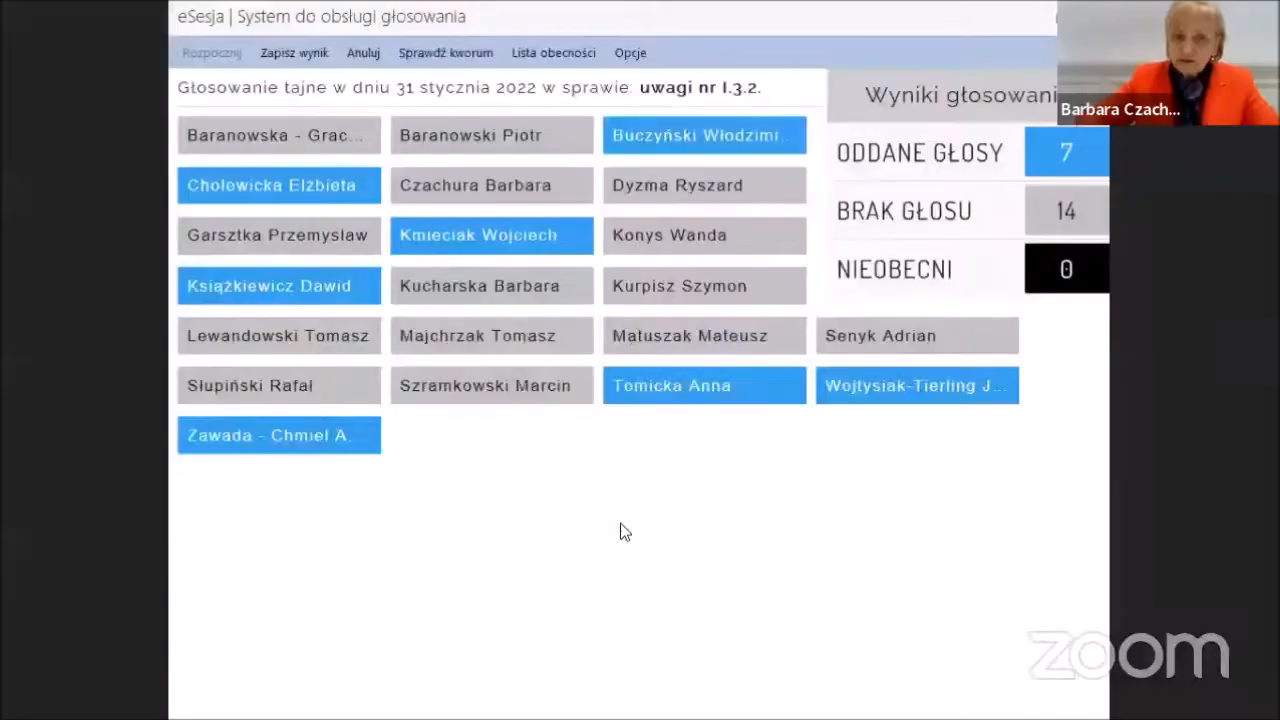 eSesja | System do obsługi głosowania
Rozpocznij Zapisz wynik Anuluj Sprawdź kworum Lista obecności Opcje
Głosowanie tajne w dniu 31 stycznia 2022 w sprawie: uwagi nr I.3.2.
Wyniki głosowani
Barbara Czach...
Baranowska - Grac... Baranowski Piotr Buczyński Włodzimi...
ODDANE GŁOSY 7
Cholewicka Elżbieta Czachura Barbara Dyzma Ryszard
BRAK GŁOSU 14
Garsztka Przemysław Kmieciak Wojciech Konys Wanda
NIEOBECNI 0
Książkiewicz Dawid Kucharska Barbara Kurpisz Szymon
Lewandowski Tomasz Majchrzak Tomasz Matuszak Mateusz Senyk Adrian
Słupiński Rafał Szramkowski Marcin Tomicka Anna Wojtysiak-Tierling J...
Zawada - Chmiel A...
zoom